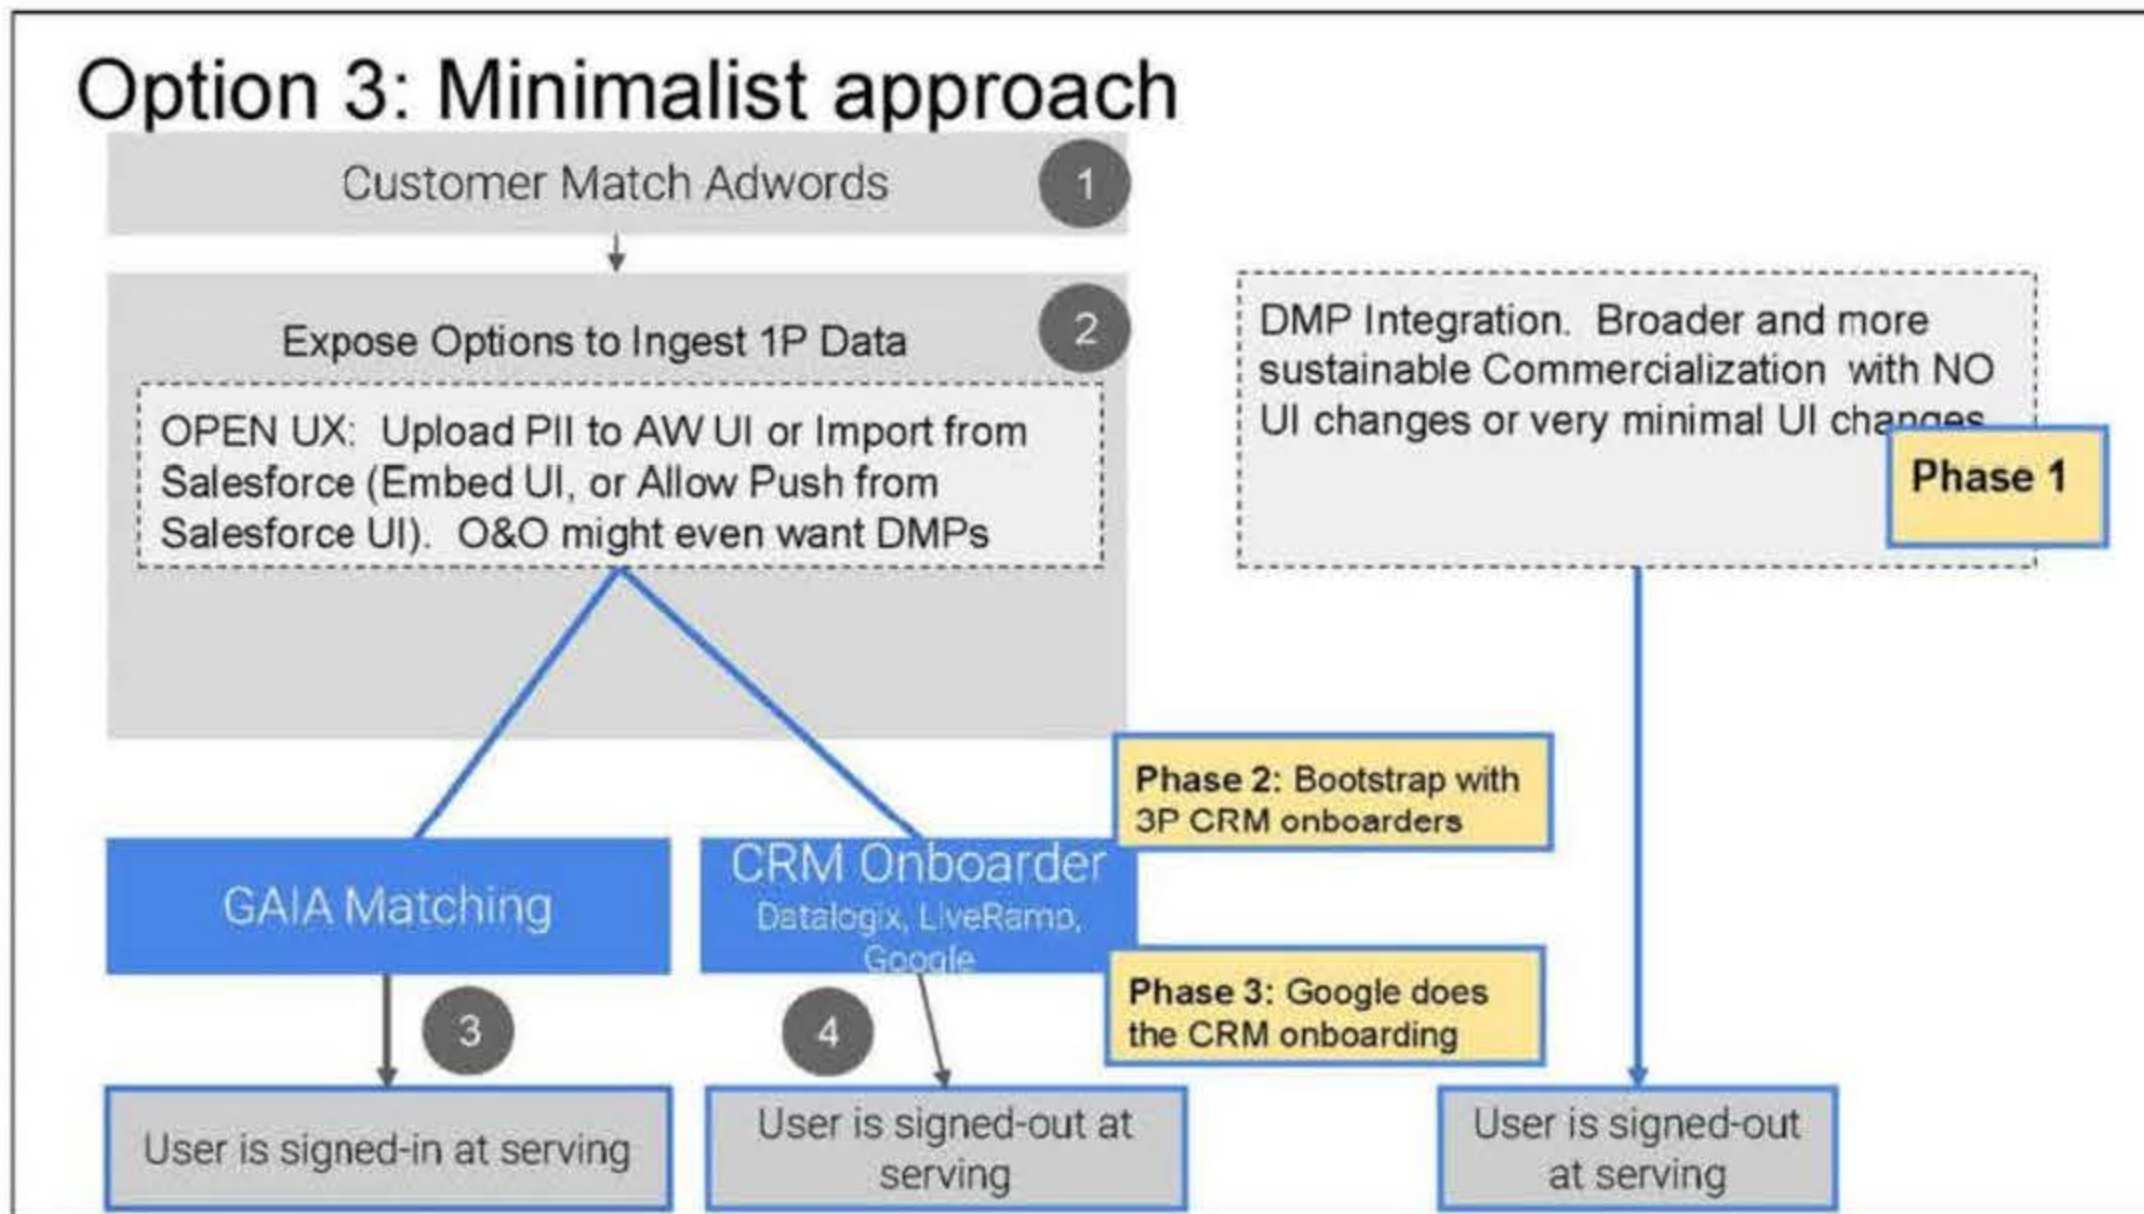 Option 3: Minimalist approach
Customer Match Adwords
1
Expose Options to Ingest 1P Data
2
OPEN UX: Upload PII to AW UI or Import from
Salesforce (Embed UI, or Allow Push from
Salesforce UI). O&O might even want DMPs
DMP Integration. Broader and more
sustainable Commercialization with NO
UI changes or very minimal UI changes
Phase 1
Phase 2: Bootstrap with
3P CRM onboarders
GAIA Matching
CRM Onboarder
Datalogix, LiveRamp,
Google
Phase 3: Google does
the CRM onboarding
3
4
User is signed-in at serving
User is signed-out at
serving
User is signed-out
at serving